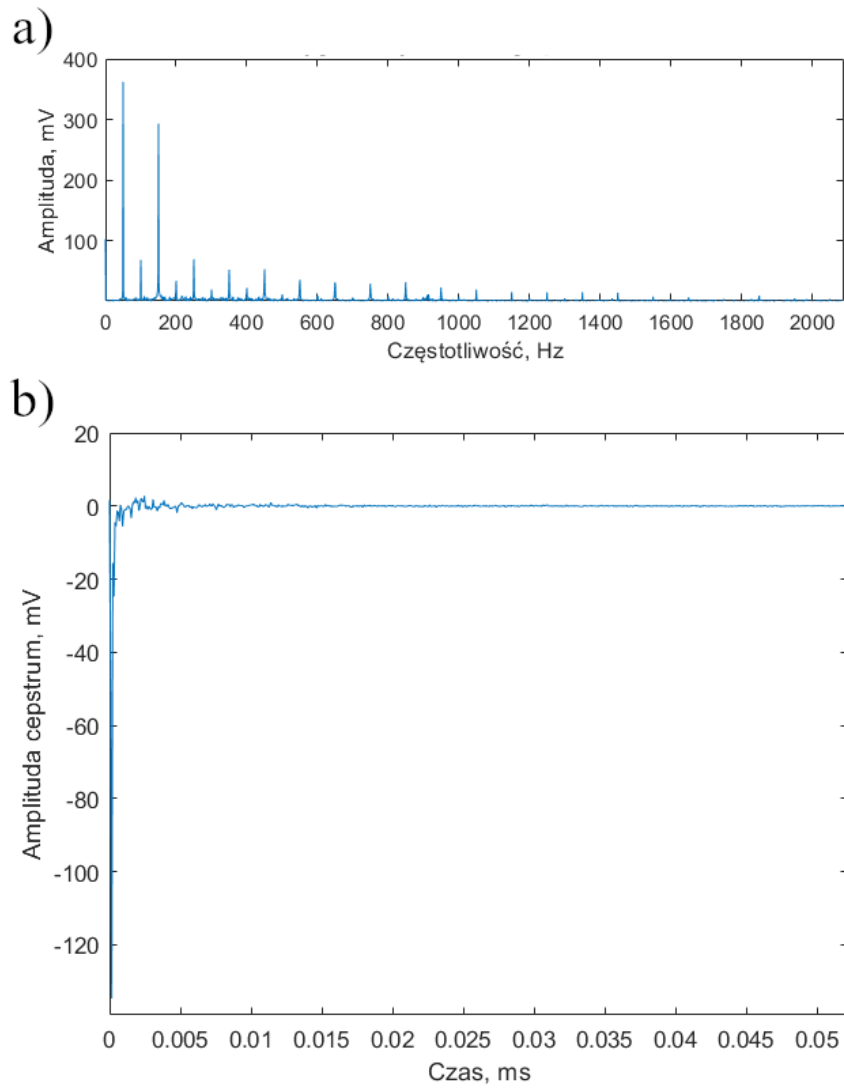 a)
400
300
200
100
Amplituda, mV
0 200 400 600 800 1000 1200 1400 1600 1800 2000
Częstotliwość, Hz
b)
20
0
-20
-40
-60
-80
-100
-120
Amplituda cepstrum, mV
0 0.005 0.01 0.015 0.02 0.025 0.03 0.035 0.04 0.045 0.05
Czas, ms